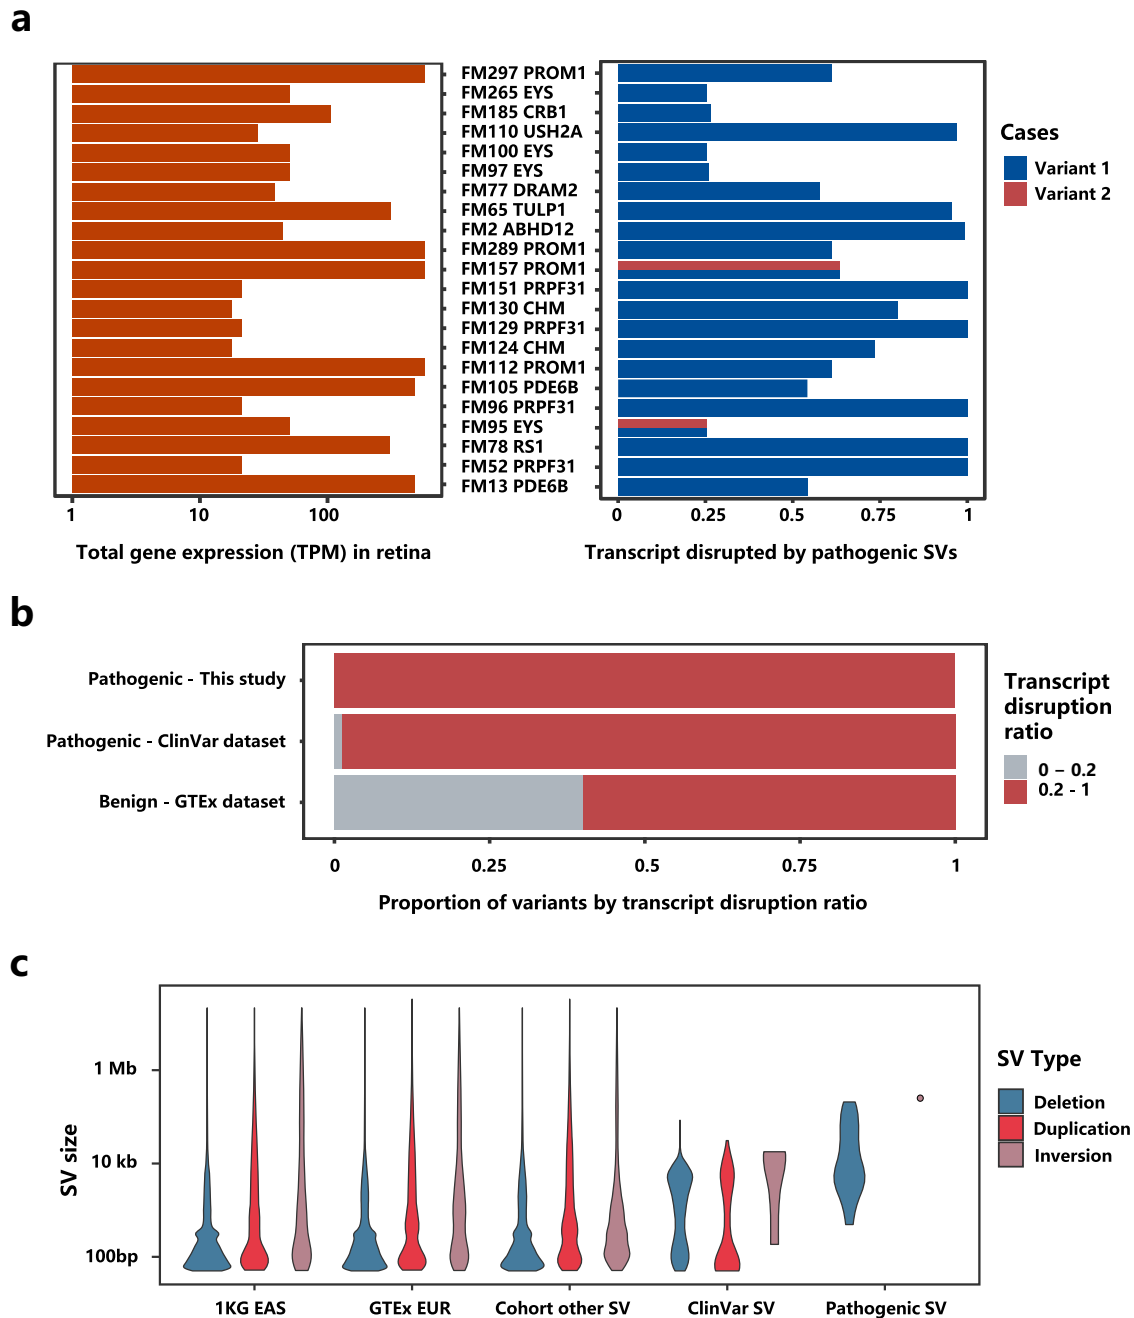 a
FM297 PROM1
FM265 EYS
FM185 CRB1
FM110 USH2A
FM100 EYS
FM97 EYS
FM77 DRAM2
FM65 TULP1
FM2 ABHD12
FM289 PROM1
FM157 PROM1
FM151 PRPF31
FM130 CHM
FM129 PRPF31
FM124 CHM
FM112 PROM1
FM105 PDE6B
FM96 PRPF31
FM95 EYS
FM78 RS1
FM52 PRPF31
FM13 PDE6B
Cases
Variant 1
Variant 2
1 10 100
0 0.25 0.5 0.75 1
Total gene expression (TPM) in retina
Transcript disrupted by pathogenic SVs
b
Pathogenic - This study
Pathogenic - ClinVar dataset
Benign - GTEx dataset
Transcript
disruption
ratio
0 – 0.2
0.2 - 1
0 0.25 0.5 0.75 1
Proportion of variants by transcript disruption ratio
c
SV size
1 Mb
10 kb
100bp
SV Type
Deletion
Duplication
Inversion
1KG EAS GTEx EUR Cohort other SV ClinVar SV Pathogenic SV